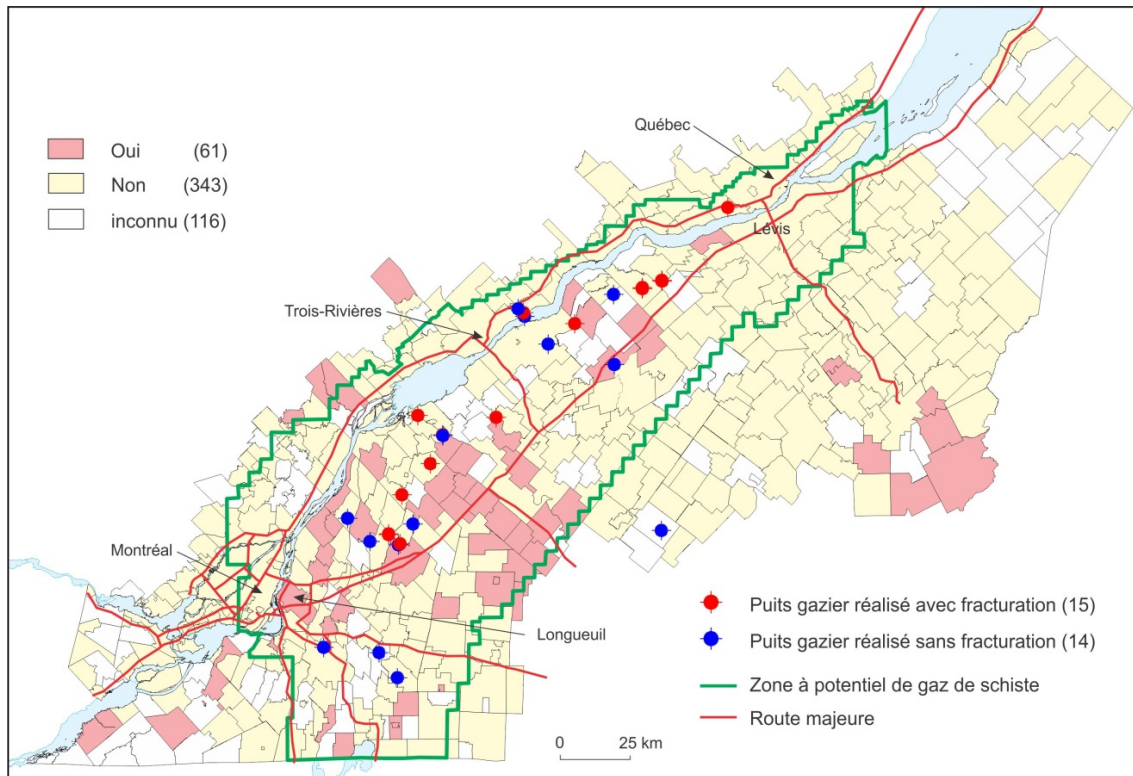 Québec
Oui (61)
Non (343)
inconnu (116)
Lévis
Trois-Rivières
Montréal
Longueuil
Puits gazier réalisé avec fracturation (15)
Puits gazier réalisé sans fracturation (14)
Zone à potentiel de gaz de schiste
Route majeure
0 25 km